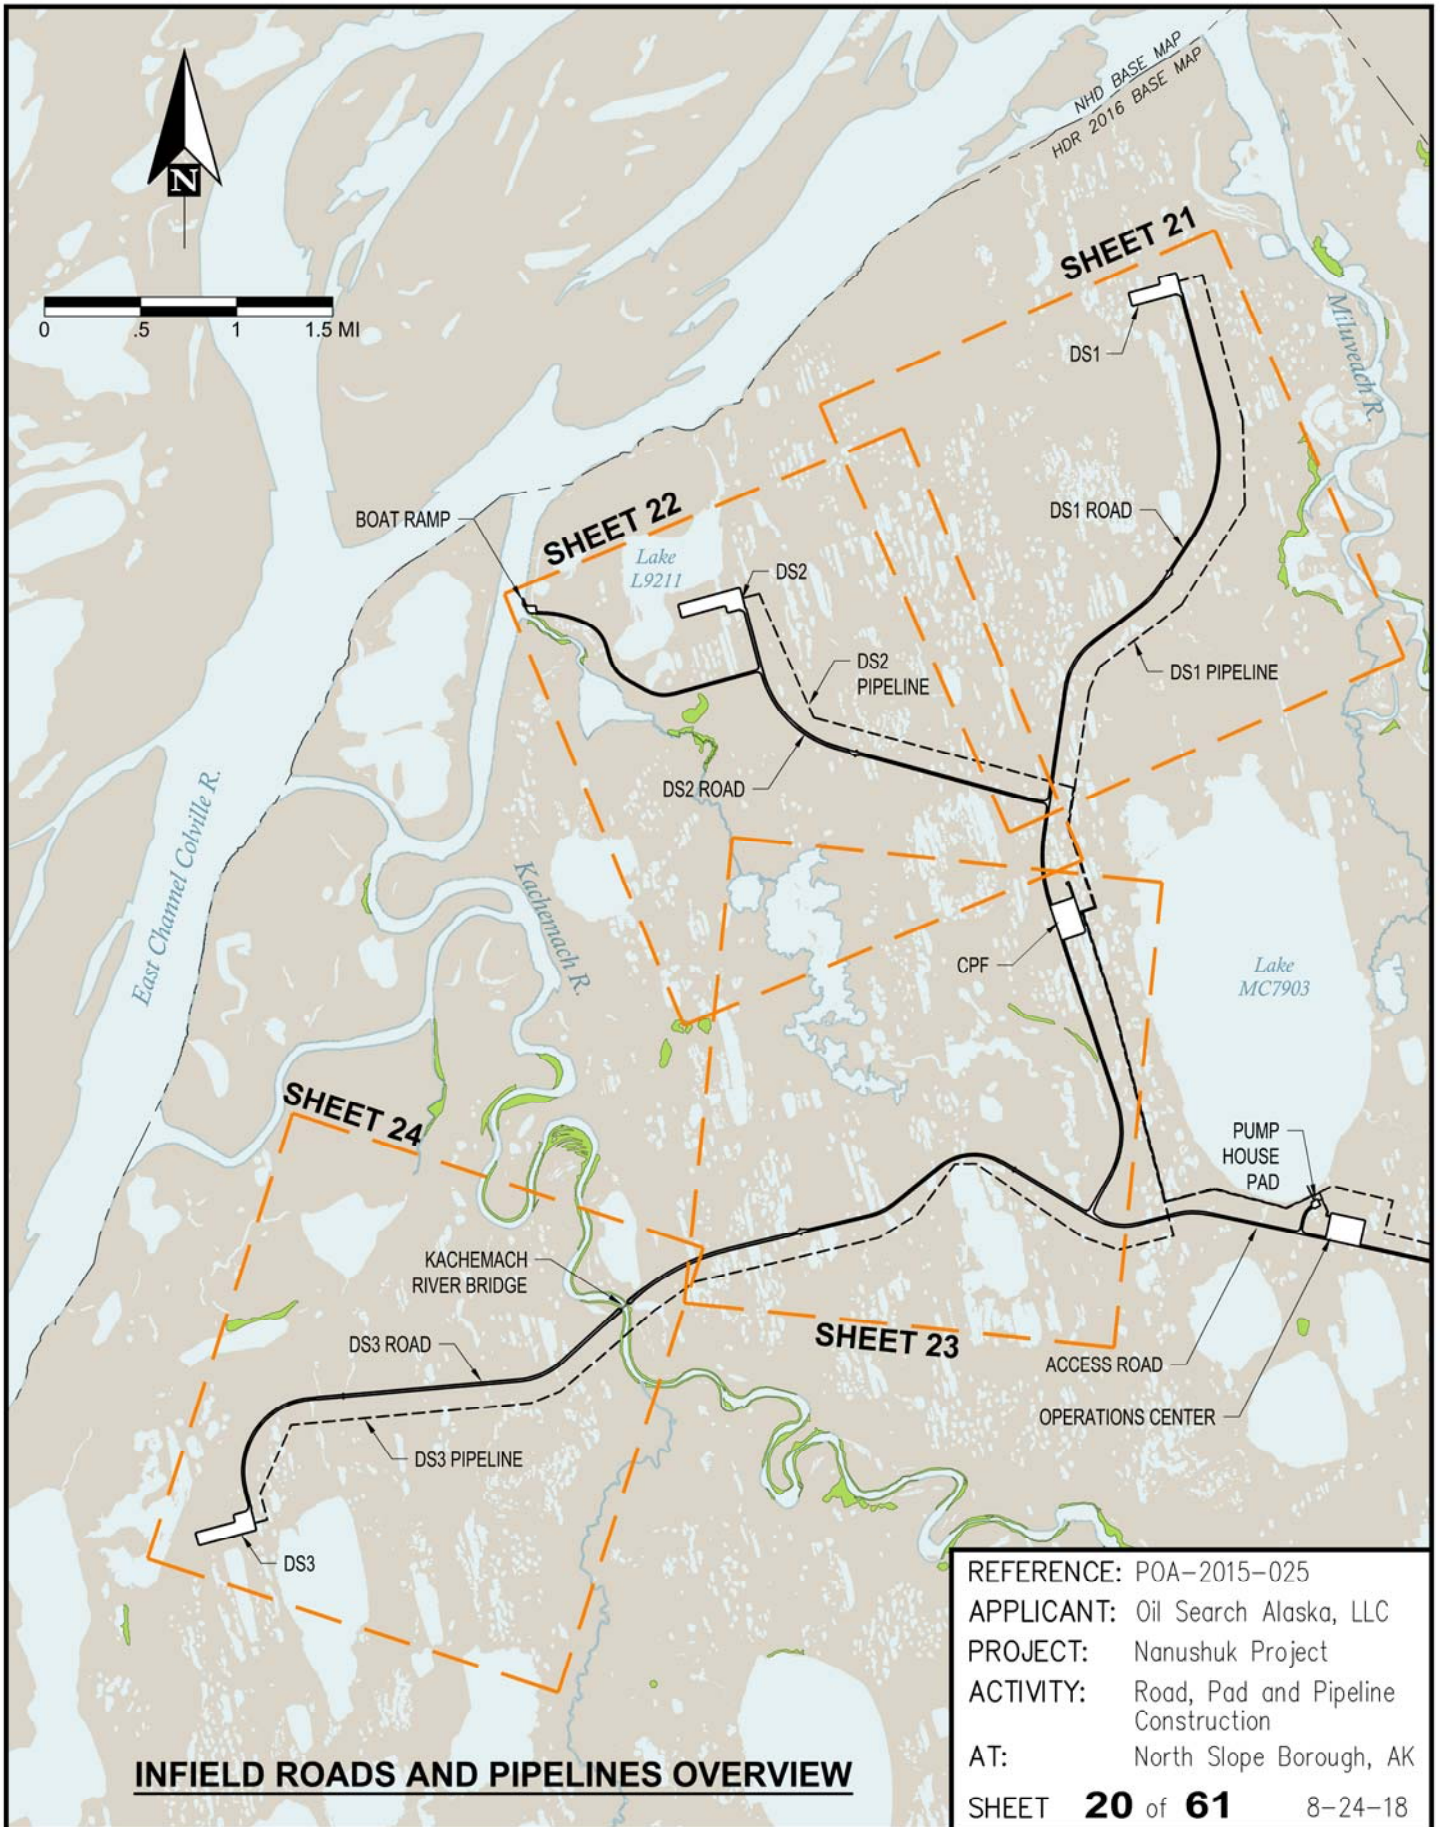 NHD BASE MAP
HDR 2016 BASE MAP
N
0 .5 1 1.5 MI
SHEET 21
Miluveach R.
DS1
BOAT RAMP
SHEET 22
Lake
L9211
DS2
DS1 ROAD
DS2
PIPELINE
DS1 PIPELINE
DS2 ROAD
East Channel Colville R.
Kachemach R.
CPF
Lake
MC7903
SHEET 24
PUMP
HOUSE
PAD
KACHEMACH
RIVER BRIDGE
DS3 ROAD
SHEET 23
ACCESS ROAD
OPERATIONS CENTER
DS3 PIPELINE
DS3
INFIELD ROADS AND PIPELINES OVERVIEW
REFERENCE: POA-2015-025
APPLICANT: Oil Search Alaska, LLC
PROJECT: Nanushuk Project
ACTIVITY: Road, Pad and Pipeline
Construction
AT: North Slope Borough, AK
SHEET 20 of 61 8-24-18